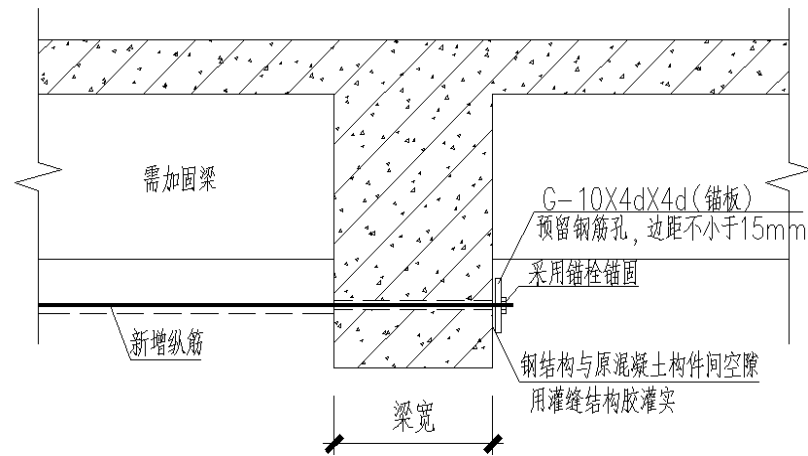 需加固梁
G-10X4dX4d(锚板)
预留钢筋孔,边距不小于15mm
采用锚栓锚固
新增纵筋
钢结构与原混凝土构件间空隙
用灌缝结构胶灌实
梁宽